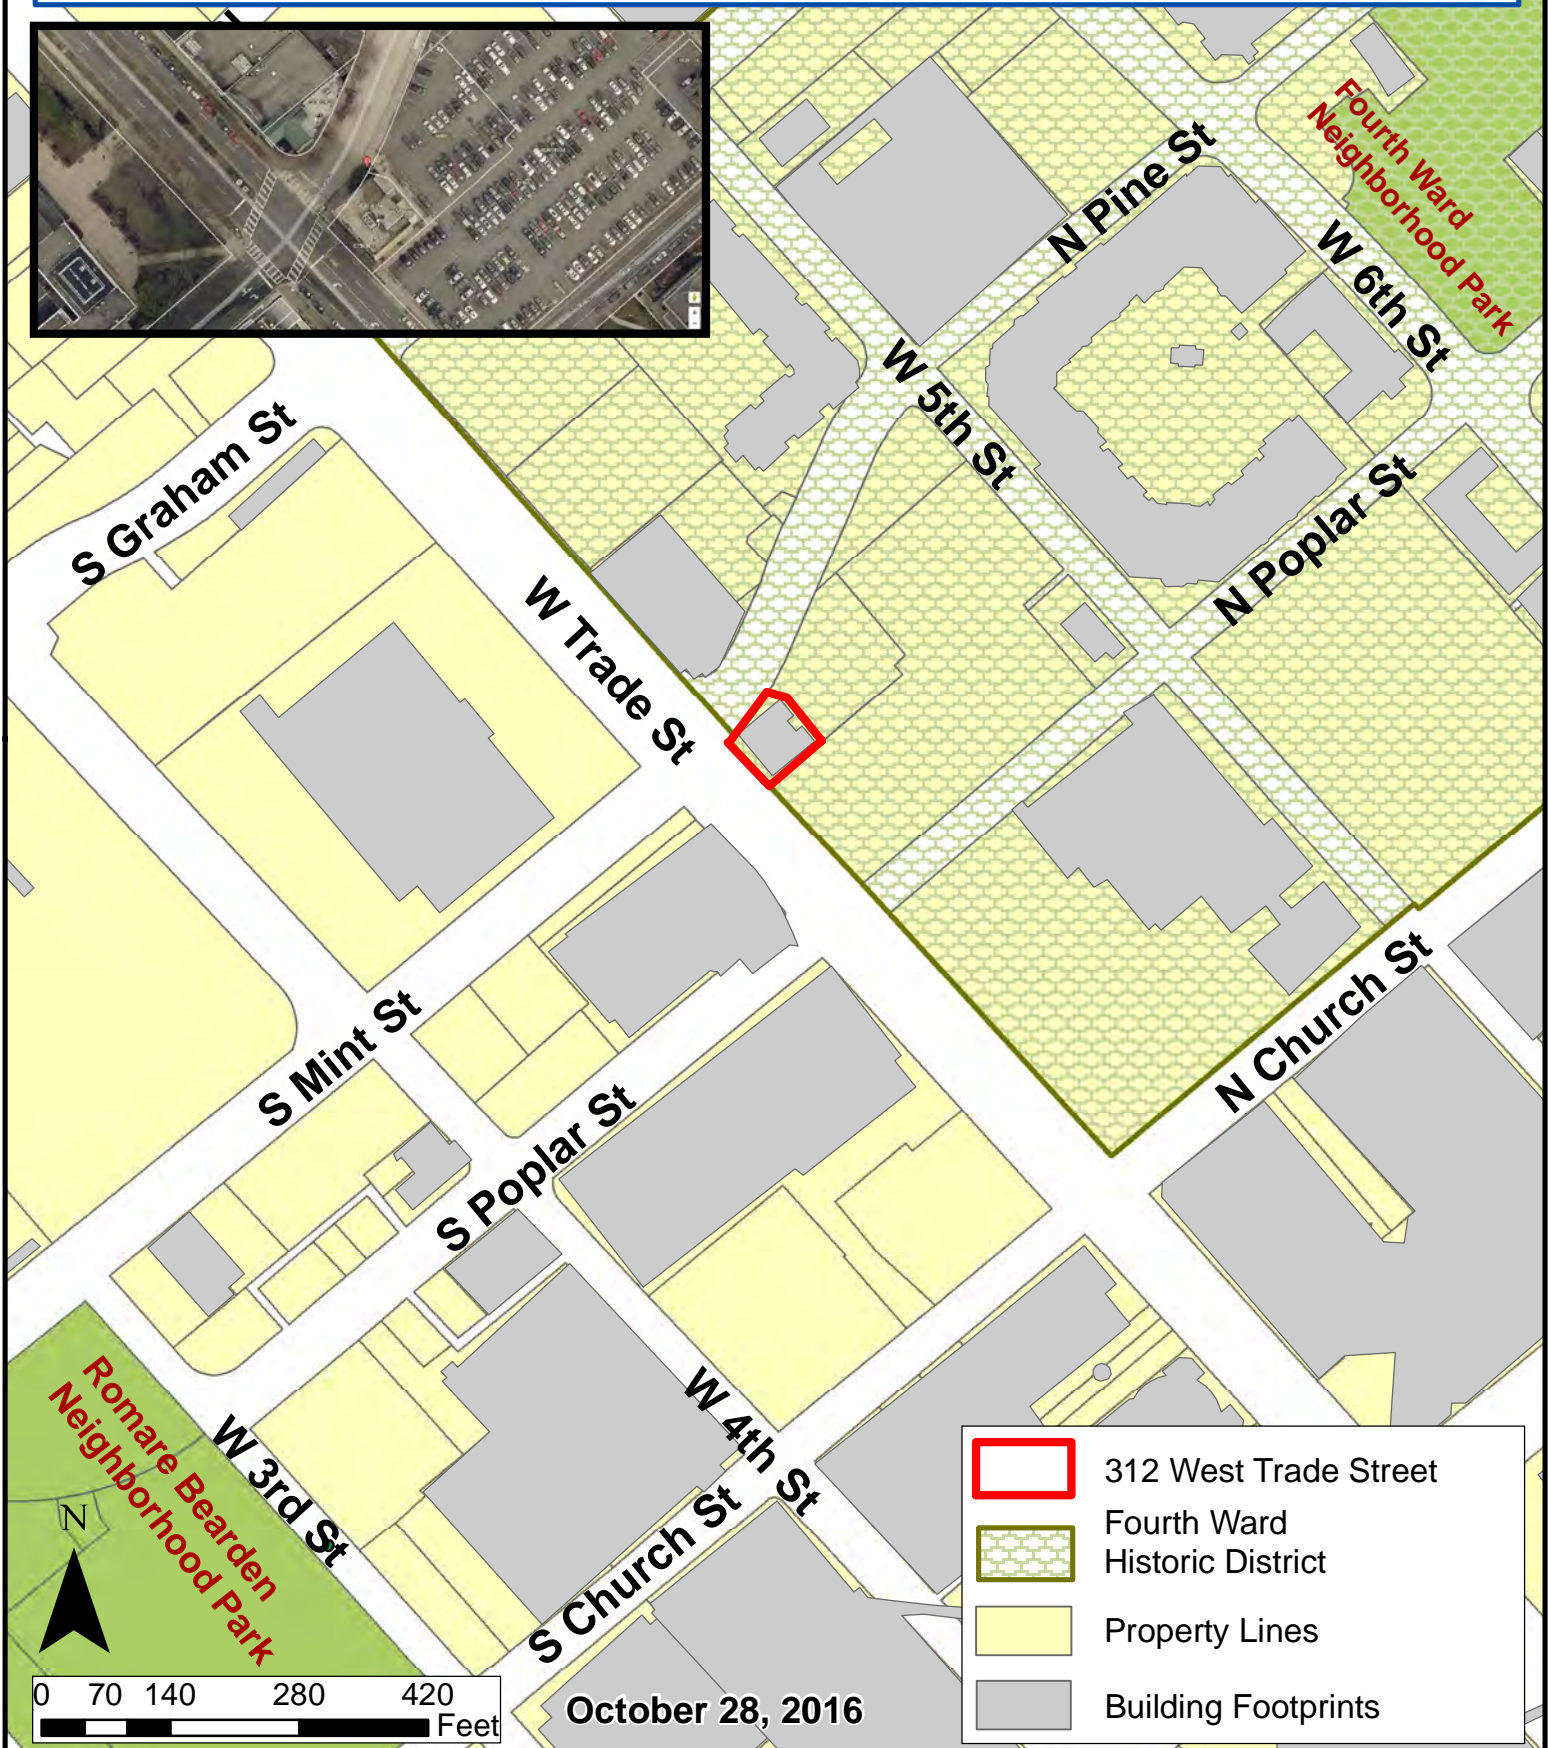 Fourth Ward
Neighborhood Park
N Pine St
W 6th St
W 5th St
S Graham St
N Poplar St
W Trade St
N Church St
S Mint St
S Poplar St
W 4th St
Romare Bearden
Neighborhood Park
W 3rd St
S Church St
N
0 70 140 280 420
Feet
October 28, 2016
312 West Trade Street
Fourth Ward
Historic District
Property Lines
Building Footprints